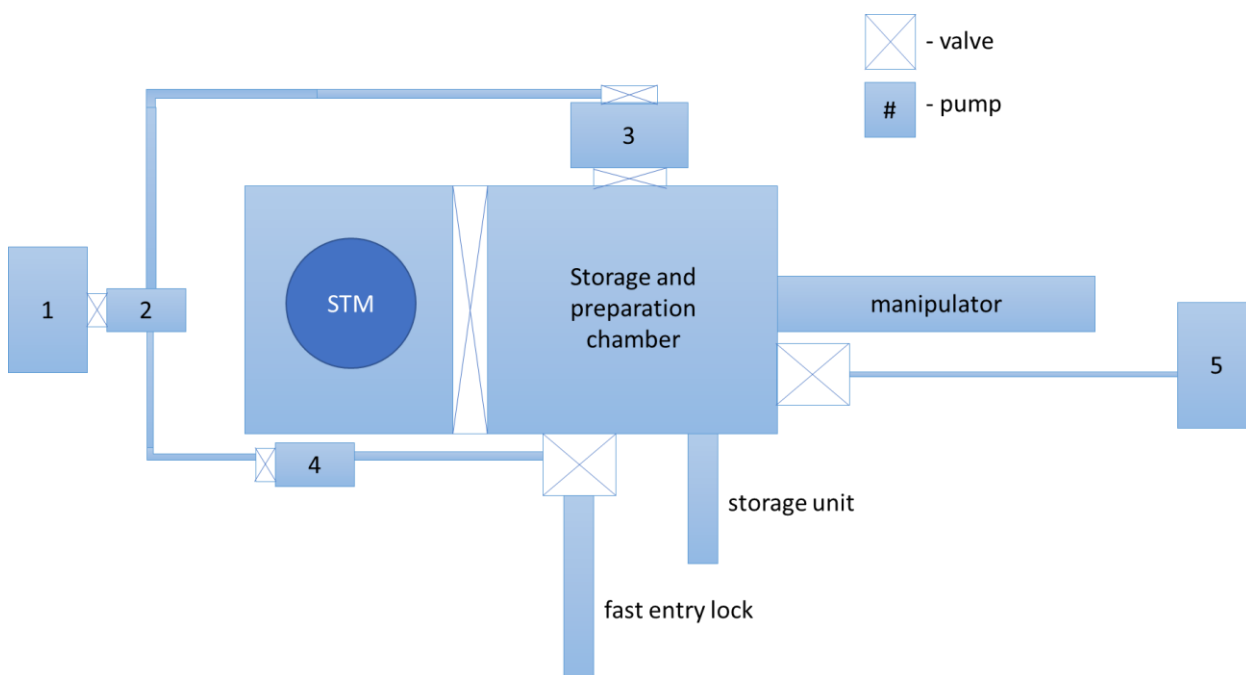 - valve
# - pump
3
STM
Storage and
preparation
chamber
manipulator
1
2
5
4
storage unit
fast entry lock